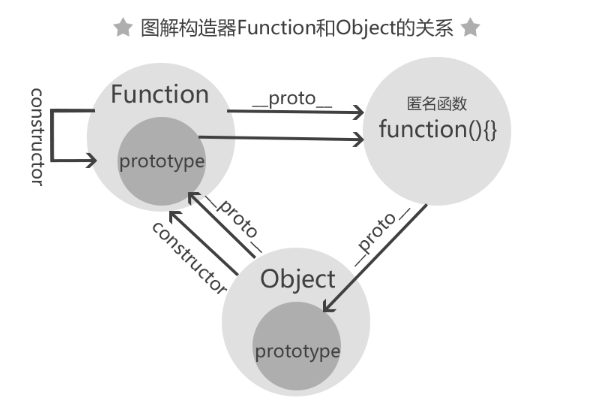 图解构造器Function和Object的关系
Function
prototype
constructor
__proto__
匿名函数
function(){}
__proto__
constructor
__proto__
Object
prototype